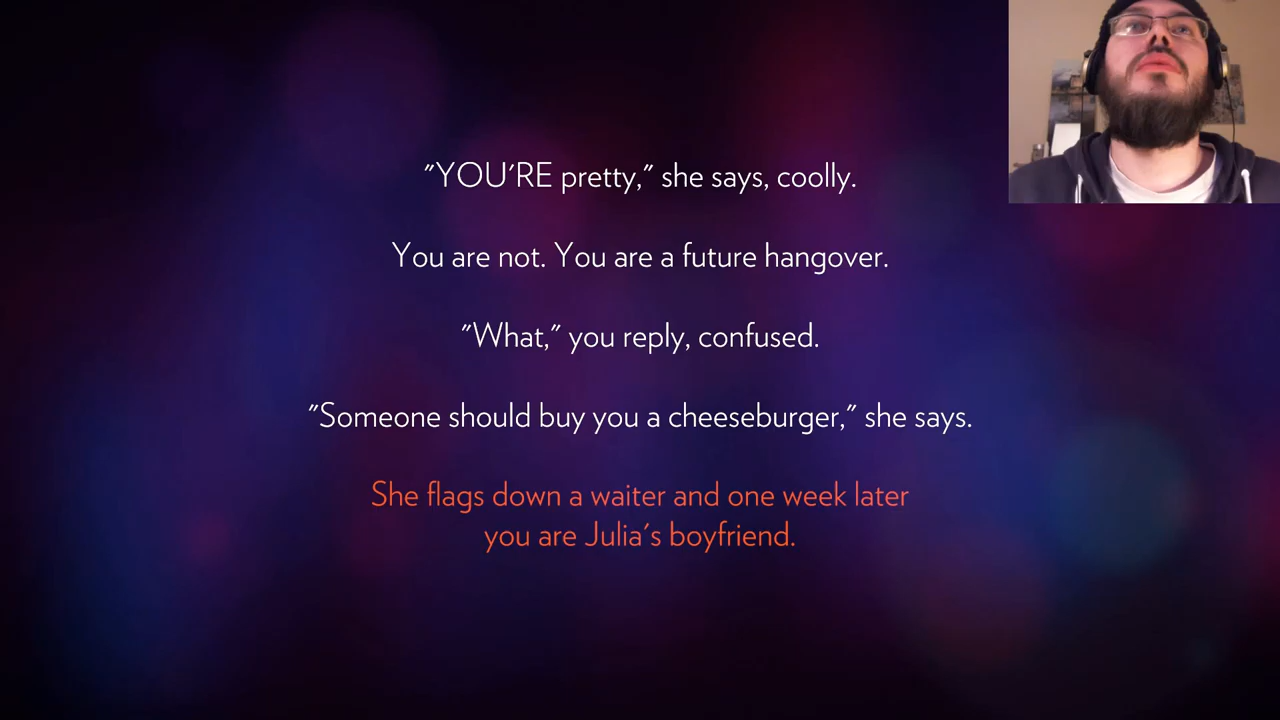 "YOU'RE pretty," she says, coolly.
You are not. You are a future hangover.
"What," you reply, confused.
"Someone should buy you a cheeseburger," she says.
She flags down a waiter and one week later
you are Julia's boyfriend.